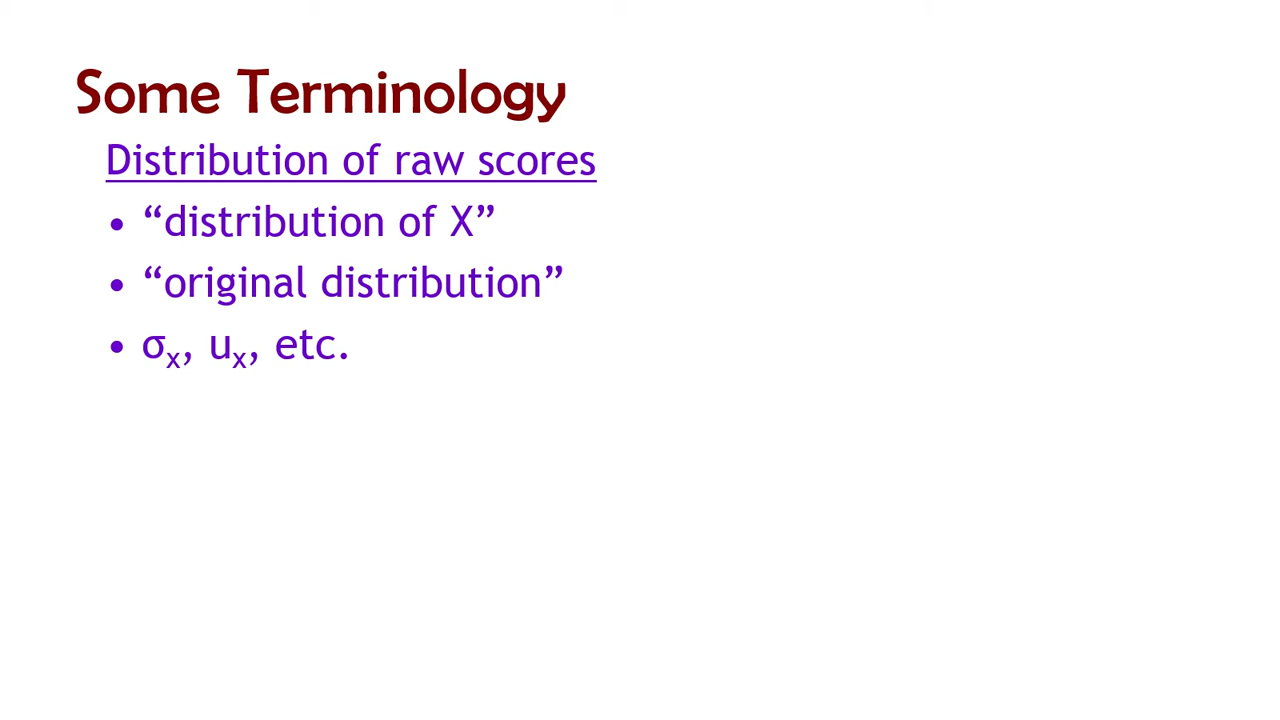 Some Terminology
Distribution of raw scores
• “distribution of X”
• “original distribution”
• σx, ux, etc.